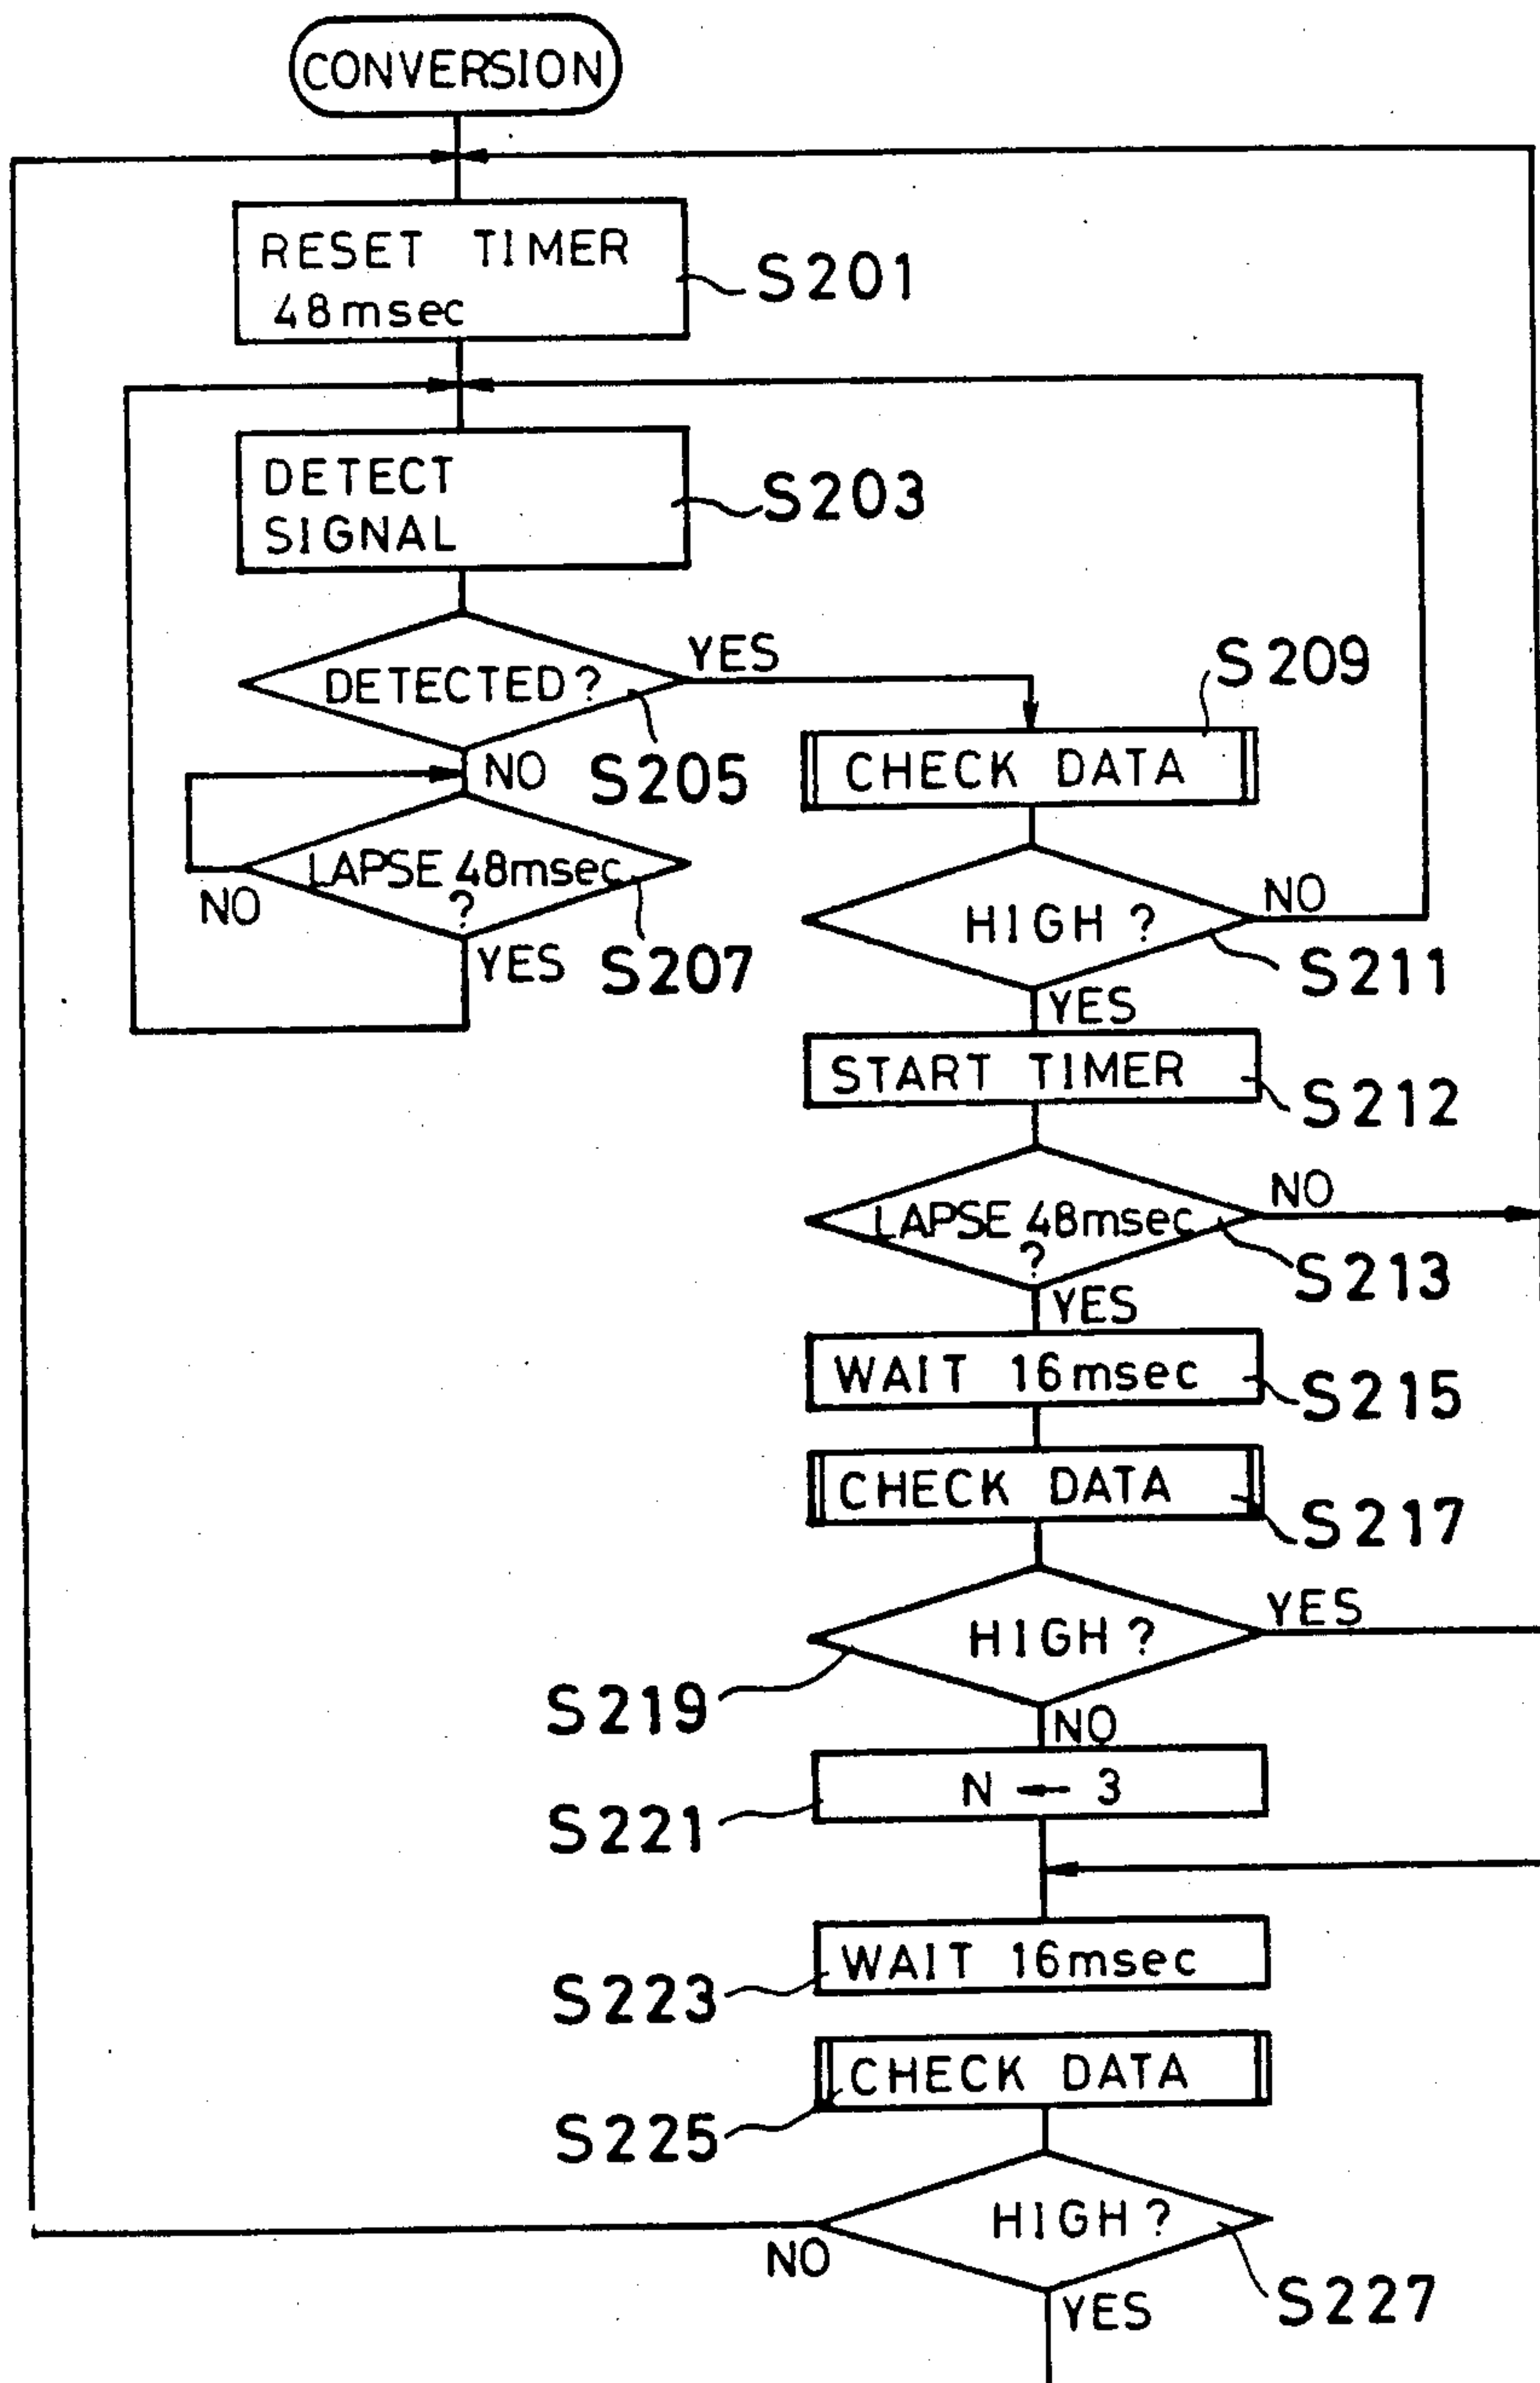 CONVERSION
RESET TIMER
48msec
S201
DETECT
SIGNAL
S203
DETECTED?
YES
S205
NO
LAPSE 48msec
?
NO
YES
S207
S209
CHECK DATA
HIGH?
NO
S211
YES
START TIMER
S212
LAPSE 48msec
?
NO
S213
YES
WAIT 16msec
S215
CHECK DATA
S217
HIGH?
YES
S219
NO
N ← 3
S221
WAIT 16msec
S223
CHECK DATA
S225
HIGH?
NO
S227
YES